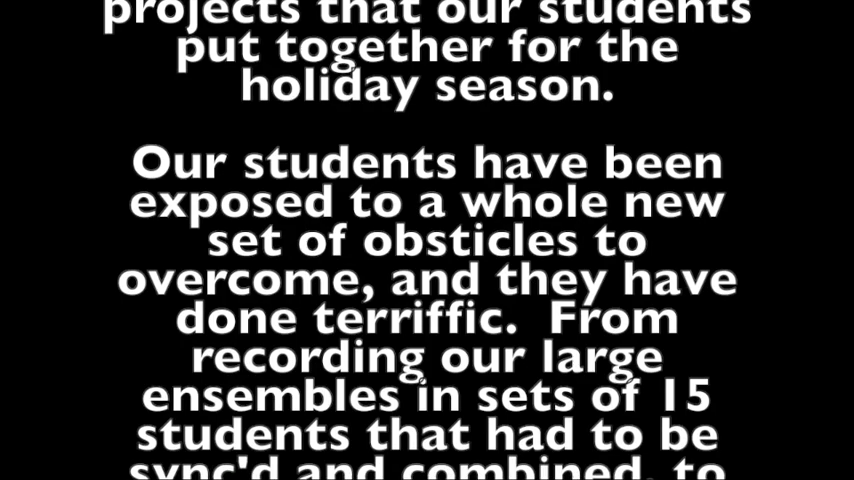 projects that our students
put together for the
holiday season.
Our students have been
exposed to a whole new
set of obsticles to
overcome, and they have
done terriffic.  From
recording our large
ensembles in sets of 15
students that had to be
sync'd and combined, to